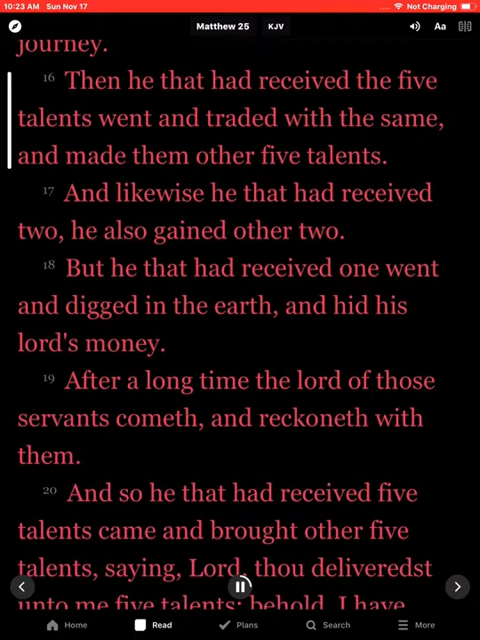 10:23 AM Sun Nov 17
Not Charging
Matthew 25 KJV
Aa
journey.
16 Then he that had received the five
talents went and traded with the same,
and made them other five talents.
17 And likewise he that had received
two, he also gained other two.
18 But he that had received one went
and digged in the earth, and hid his
lord's money.
19 After a long time the lord of those
servants cometh, and reckoneth with
them.
20 And so he that had received five
talents came and brought other five
talents, saying, Lord, thou deliveredst
unto me five talents: behold, I have
Home Read Plans Search More